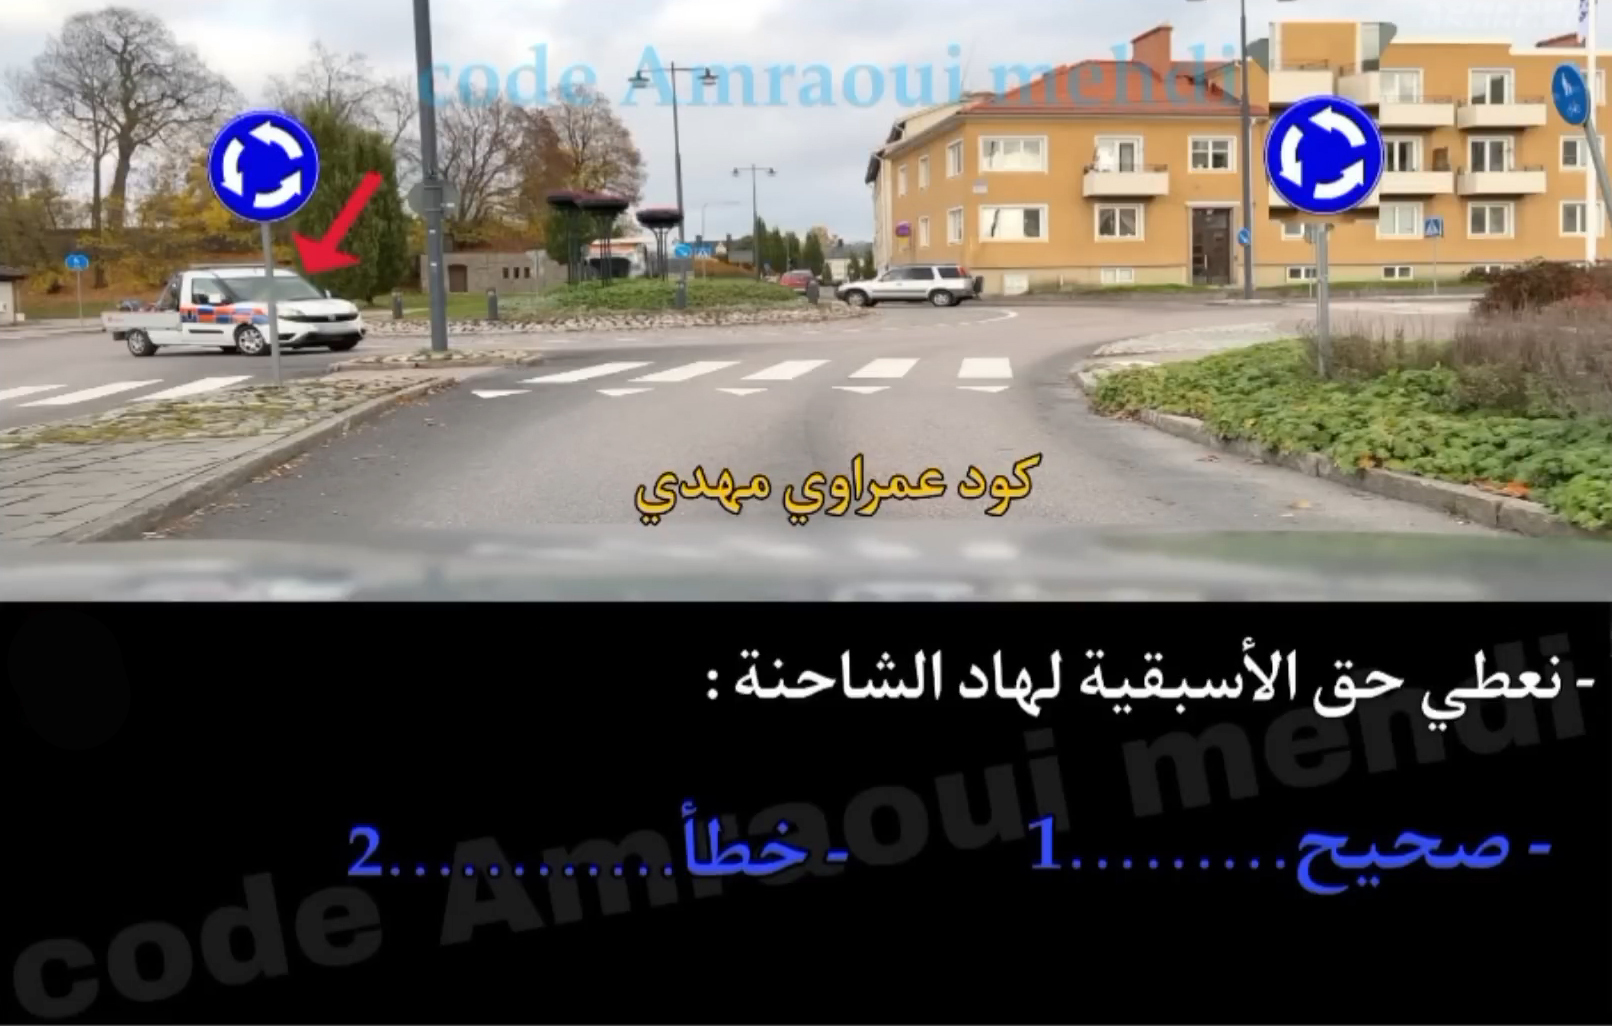 code Amraoui mehdi
كود عمراوي مهدي
- نعطي حق الأسبقية لهاد الشاحنة :
- صحيح.........1 - خطأ............2
code Amraoui mehdi